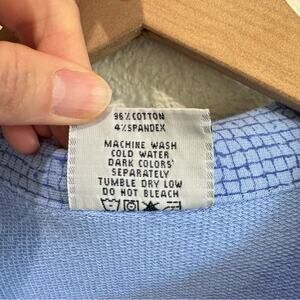 96%COTTON
4%SPANDEX
MACHINE WASH
COLD WATER
DARK COLORS'
SEPARATELY
TUMBLE DRY LOW
DO NOT BLEACH